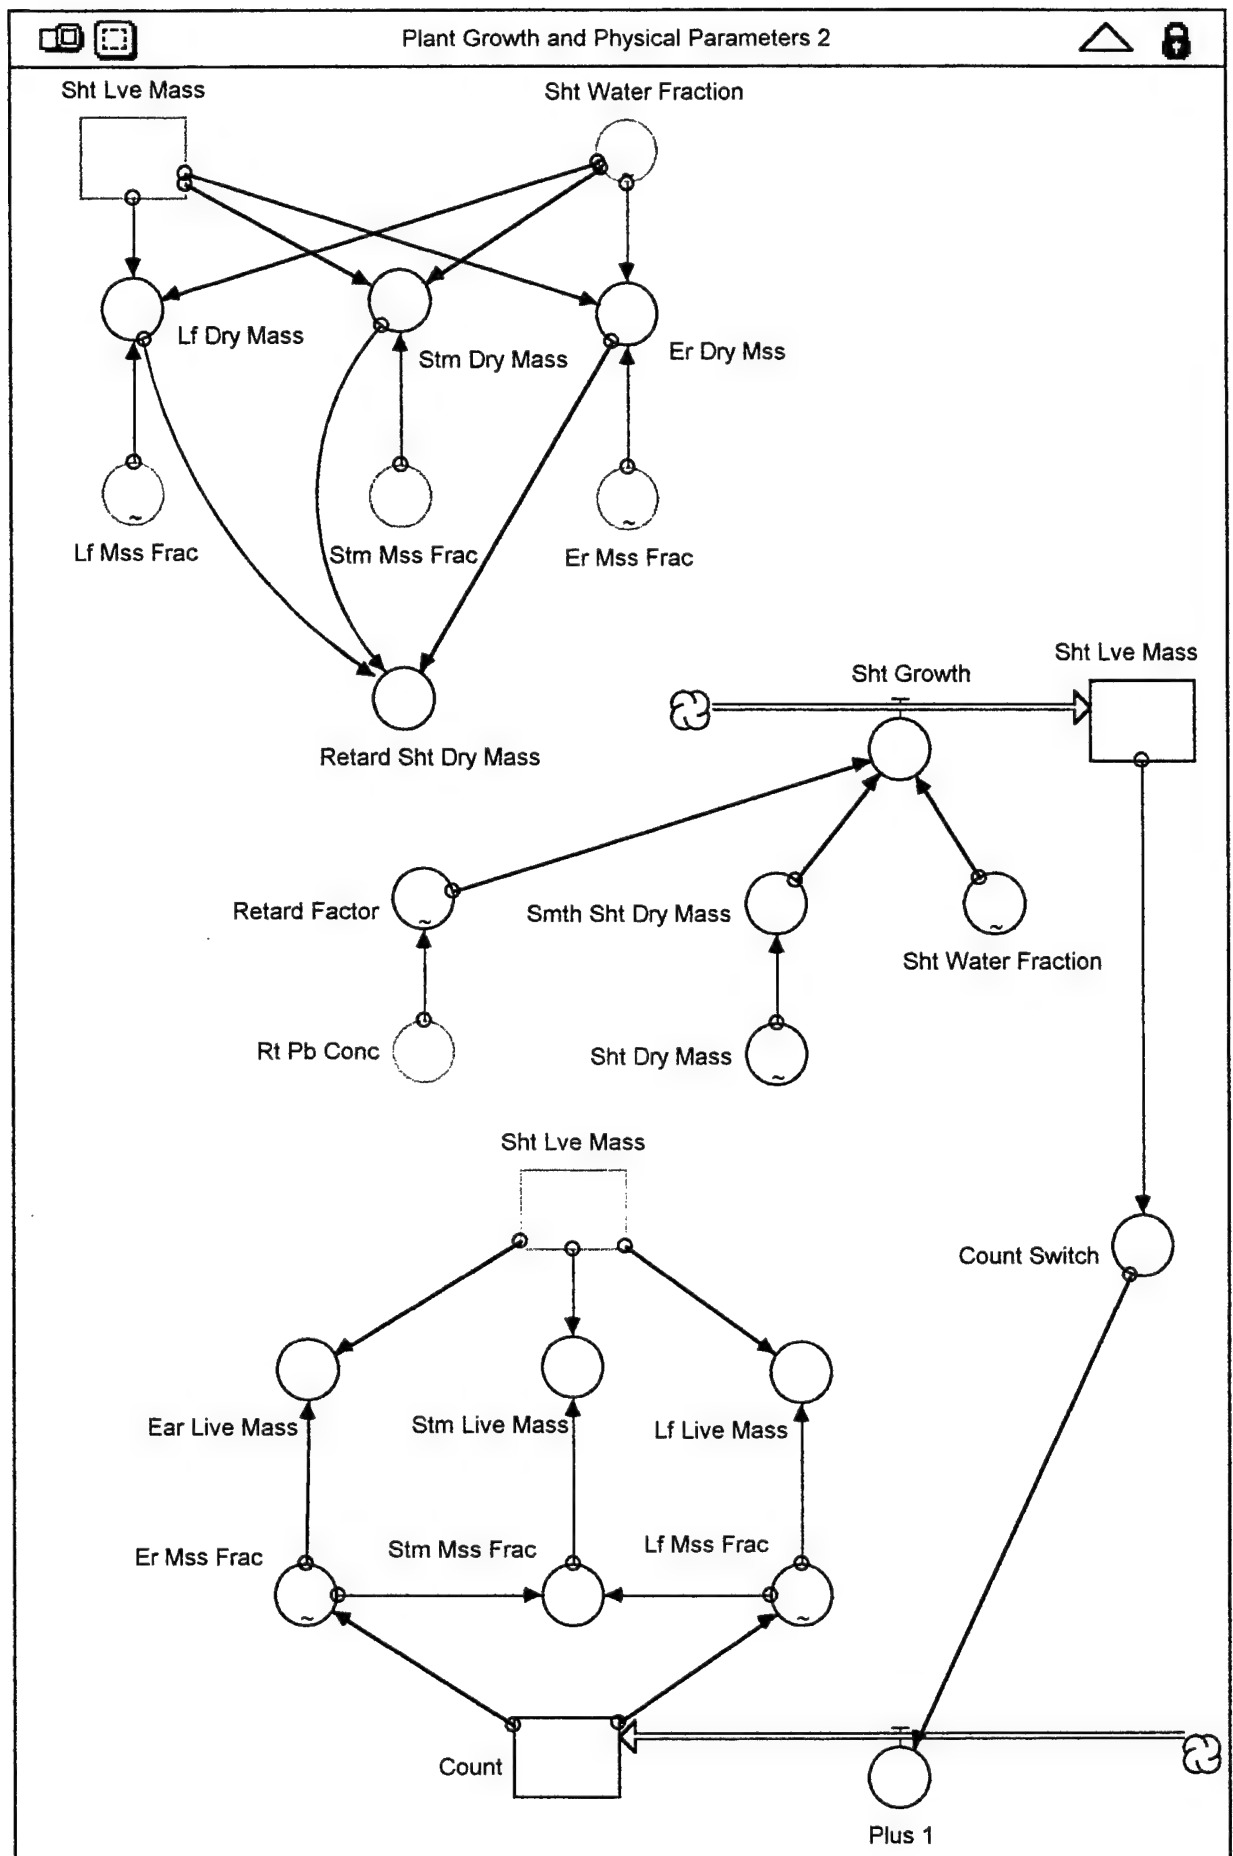 Plant Growth and Physical Parameters 2
Sht Lve Mass
Sht Water Fraction
Lf Dry Mass
Stm Dry Mass
Er Dry Mss
Lf Mss Frac
Stm Mss Frac
Er Mss Frac
Retard Sht Dry Mass
Sht Growth
Sht Lve Mass
Retard Factor
Smth Sht Dry Mass
Sht Water Fraction
Rt Pb Conc
Sht Dry Mass
Sht Lve Mass
Count Switch
Ear Live Mass
Stm Live Mass
Lf Live Mass
Er Mss Frac
Stm Mss Frac
Lf Mss Frac
Count
Plus 1